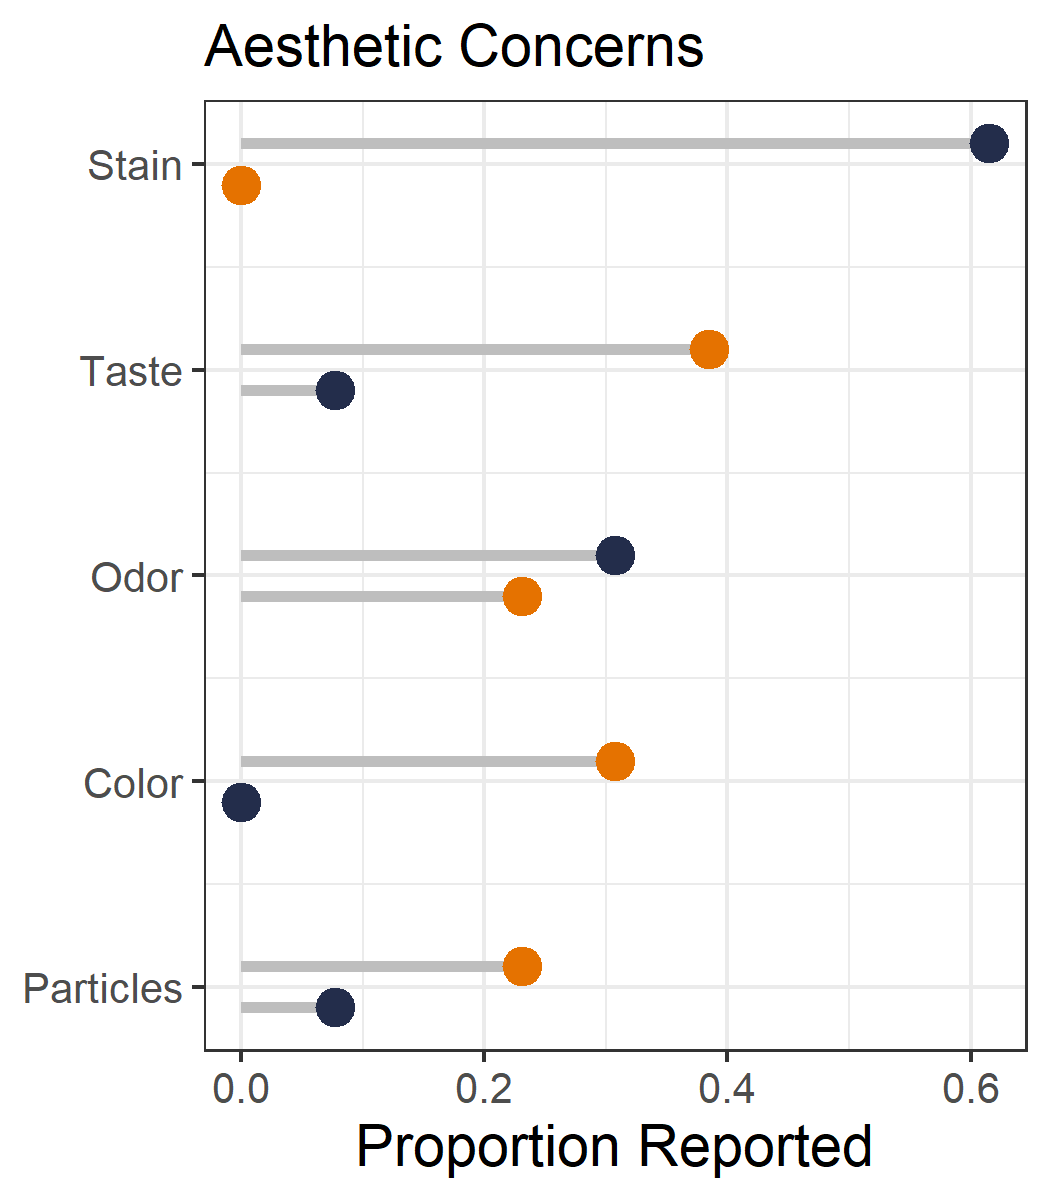 Aesthetic Concerns
Stain
Taste
Odor
Color
Particles
0.0 0.2 0.4 0.6
Proportion Reported